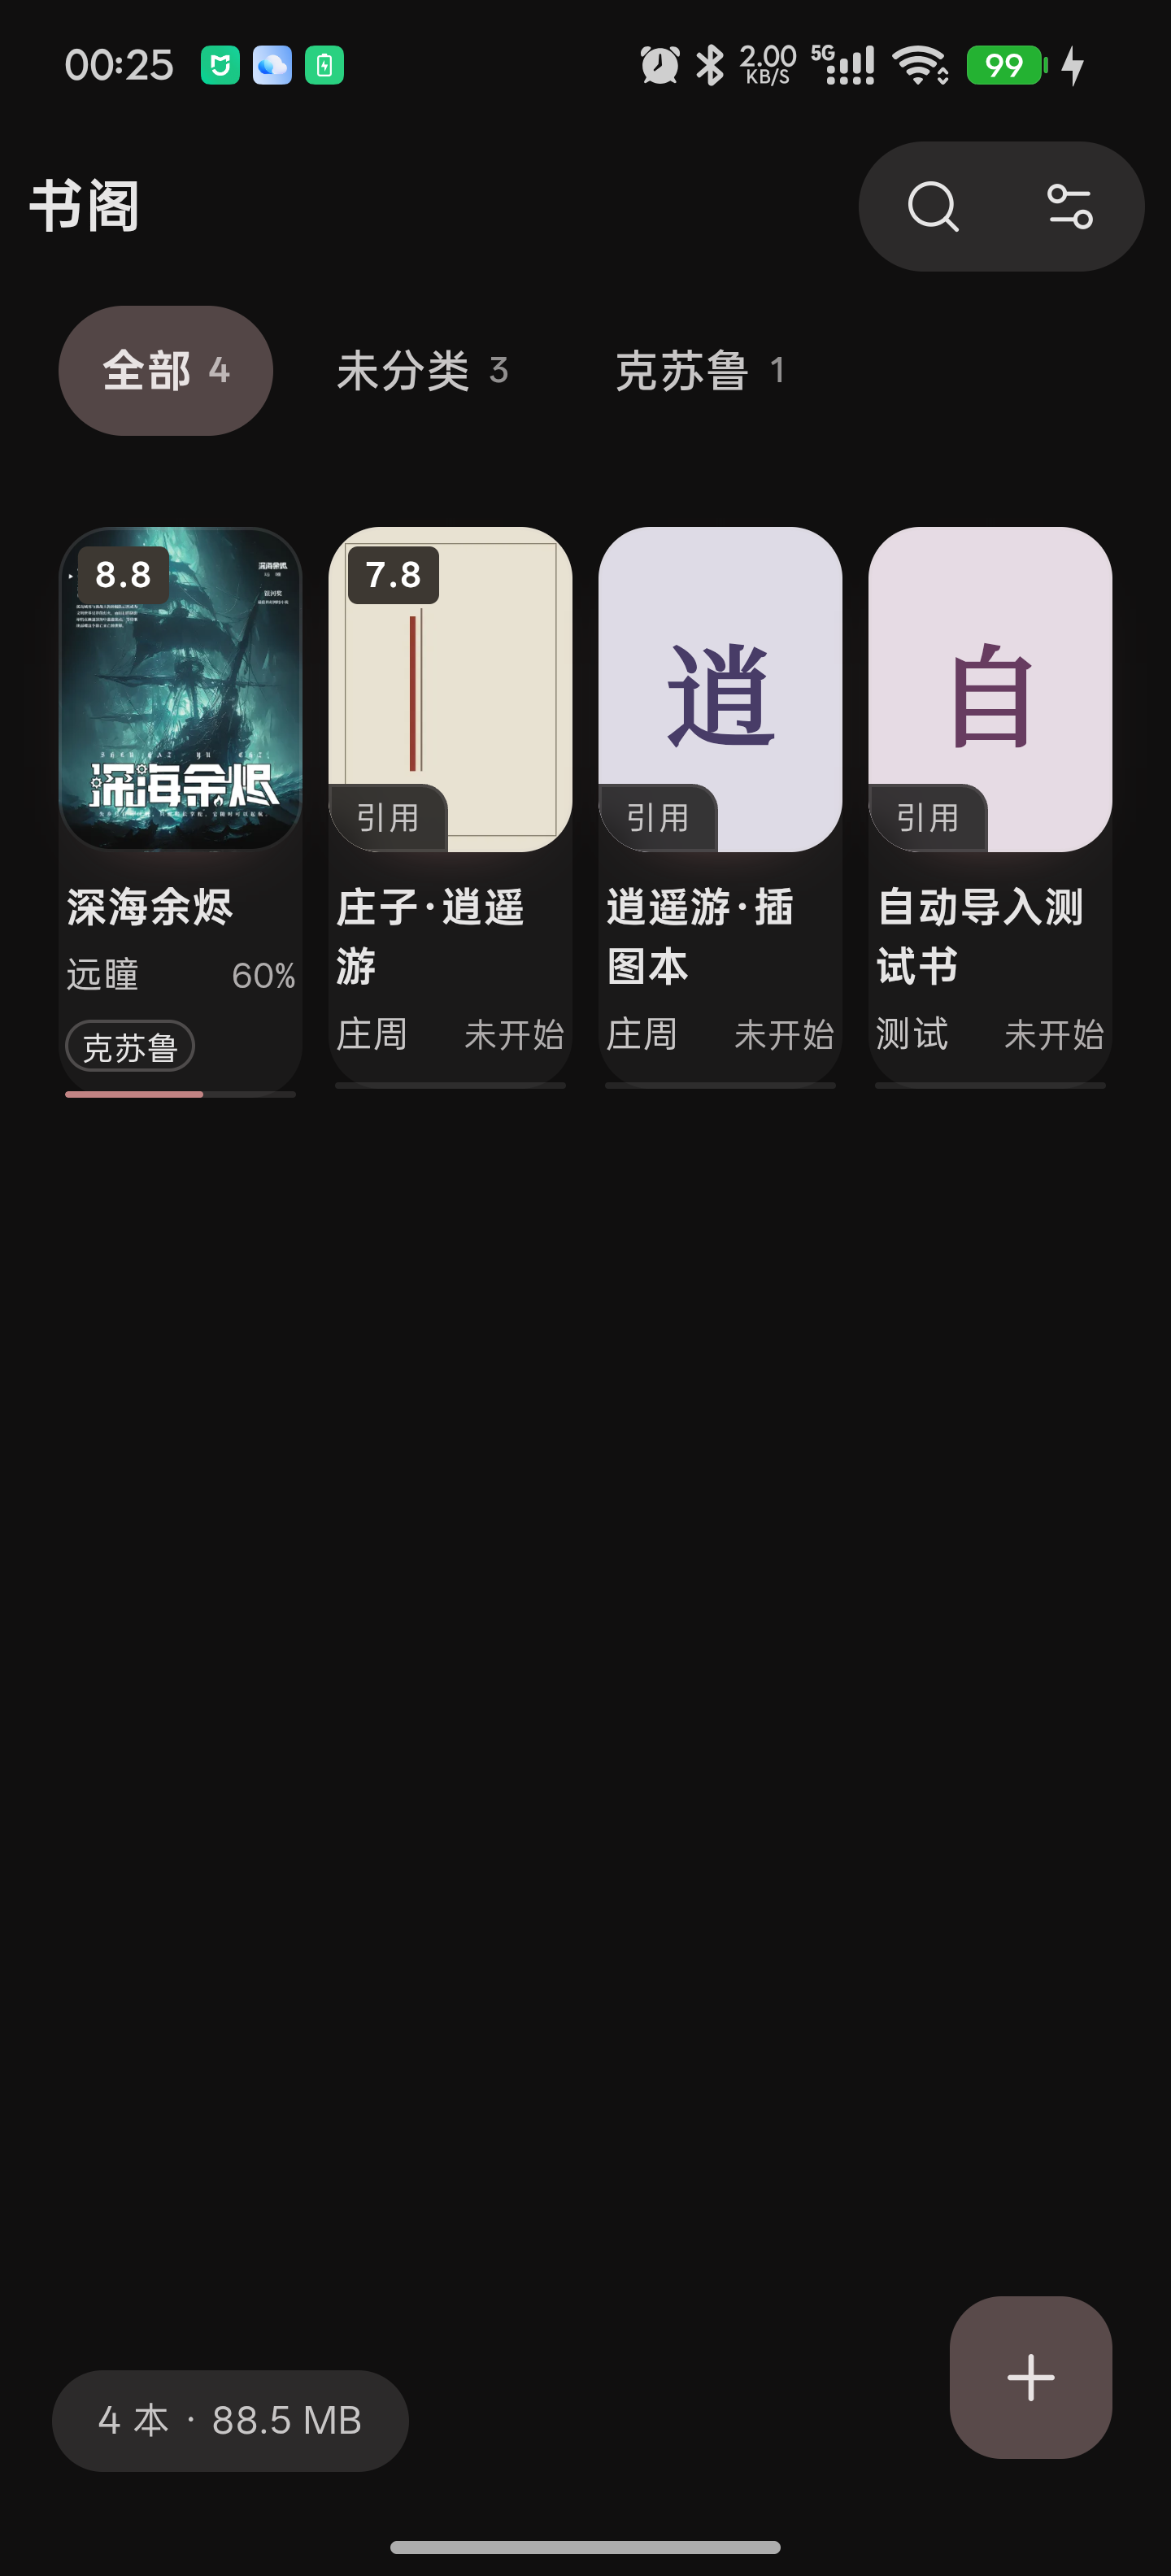 00:25
2.00
KB/S
5G
99
书阁
全部 4
未分类 3
克苏鲁 1
8.8
深海余烬
深海余烬
7.8
引用
逍
引用
自
引用
深海余烬
远瞳 60%
克苏鲁
庄子·逍遥
游
庄周 未开始
逍遥游·插
图本
庄周 未开始
自动导入测
试书
测试 未开始
4 本 · 88.5 MB